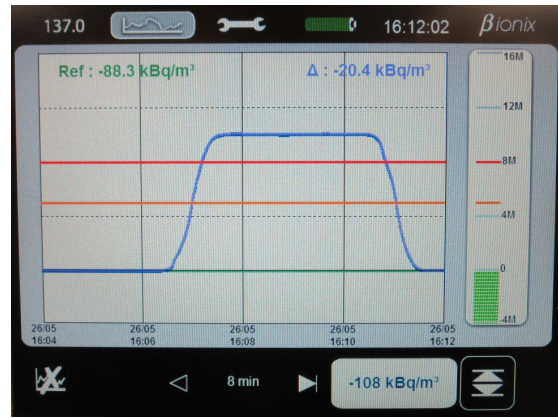 137.0
16:12:02
βionix
Ref : -88.3 kBq/m³
Δ : -20.4 kBq/m³
16M
12M
8M
4M
0
-4M
26/05 26/05 26/05 26/05 26/05
16:04 16:06 16:08 16:10 16:12
8 min
-108 kBq/m³